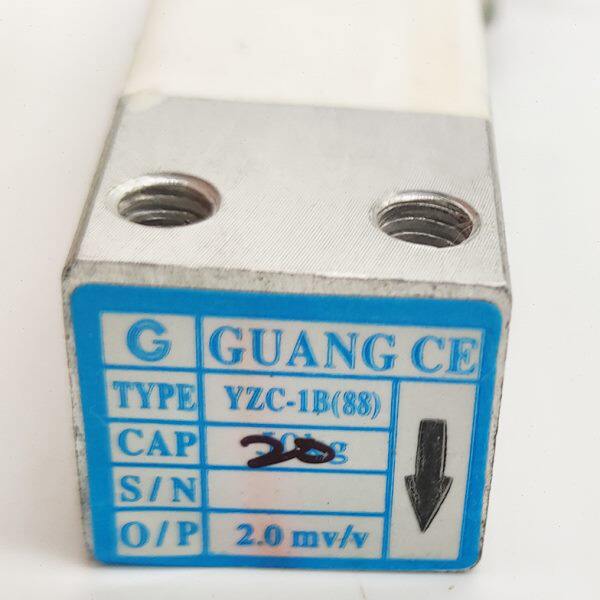 G GUANG CE
TYPE YZC-1B(88)
CAP 20
S/N
O/P 2.0 mv/v